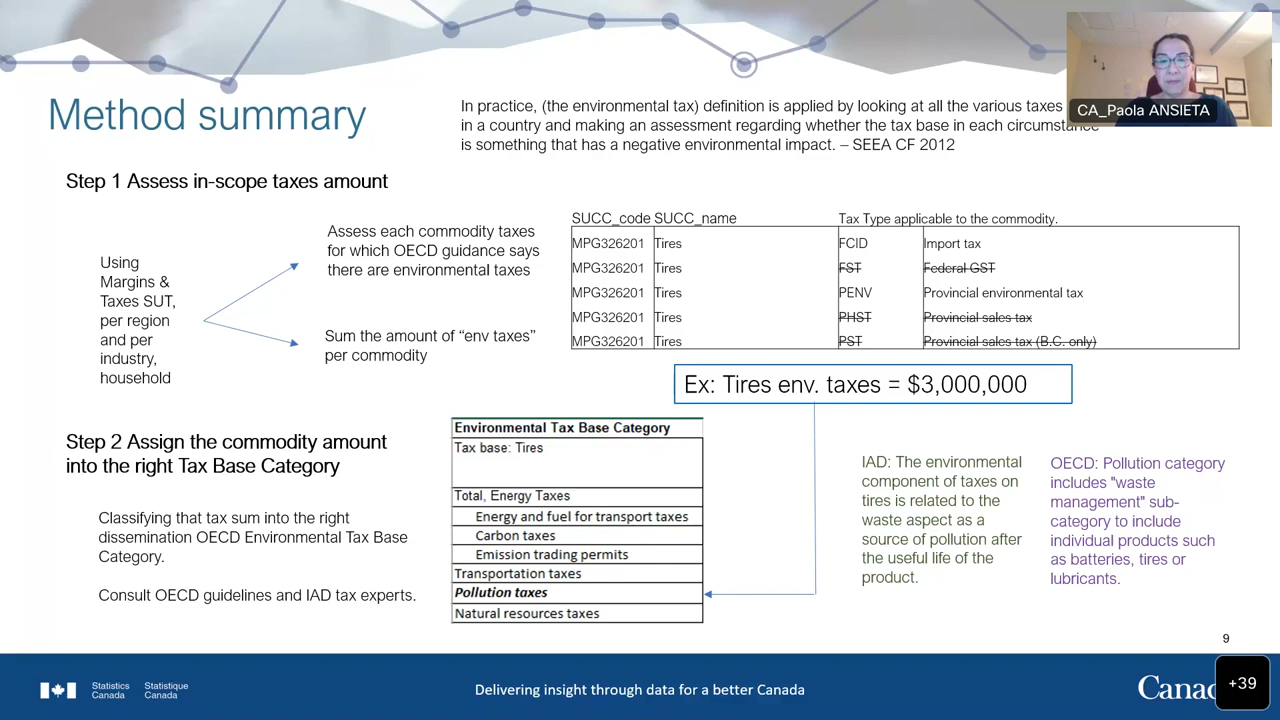 CA_Paola ANSIETA
Method summary
In practice, (the environmental tax) definition is applied by looking at all the various taxes
in a country and making an assessment regarding whether the tax base in each circumstance
is something that has a negative environmental impact. – SEEA CF 2012
Step 1 Assess in-scope taxes amount
Using
Margins &
Taxes SUT,
per region
and per
industry,
household
Assess each commodity taxes
for which OECD guidance says
there are environmental taxes
Sum the amount of “env taxes”
per commodity
SUCC_code SUCC_name Tax Type applicable to the commodity.
MPG326201 Tires FCID Import tax
MPG326201 Tires FST Federal GST
MPG326201 Tires PENV Provincial environmental tax
MPG326201 Tires PHST Provincial sales tax
MPG326201 Tires PST Provincial sales tax (B.C. only)
Ex: Tires env. taxes = $3,000,000
Step 2 Assign the commodity amount
into the right Tax Base Category
Classifying that tax sum into the right
dissemination OECD Environmental Tax Base
Category.
Consult OECD guidelines and IAD tax experts.
Environmental Tax Base Category
Tax base: Tires
Total, Energy Taxes
Energy and fuel for transport taxes
Carbon taxes
Emission trading permits
Transportation taxes
Pollution taxes
Natural resources taxes
IAD: The environmental
component of taxes on
tires is related to the
waste aspect as a
source of pollution after
the useful life of the
product.
OECD: Pollution category
includes "waste
management" sub-
category to include
individual products such
as batteries, tires or
lubricants.
9
Statistics Statistique
Canada Canada
Delivering insight through data for a better Canada
+39